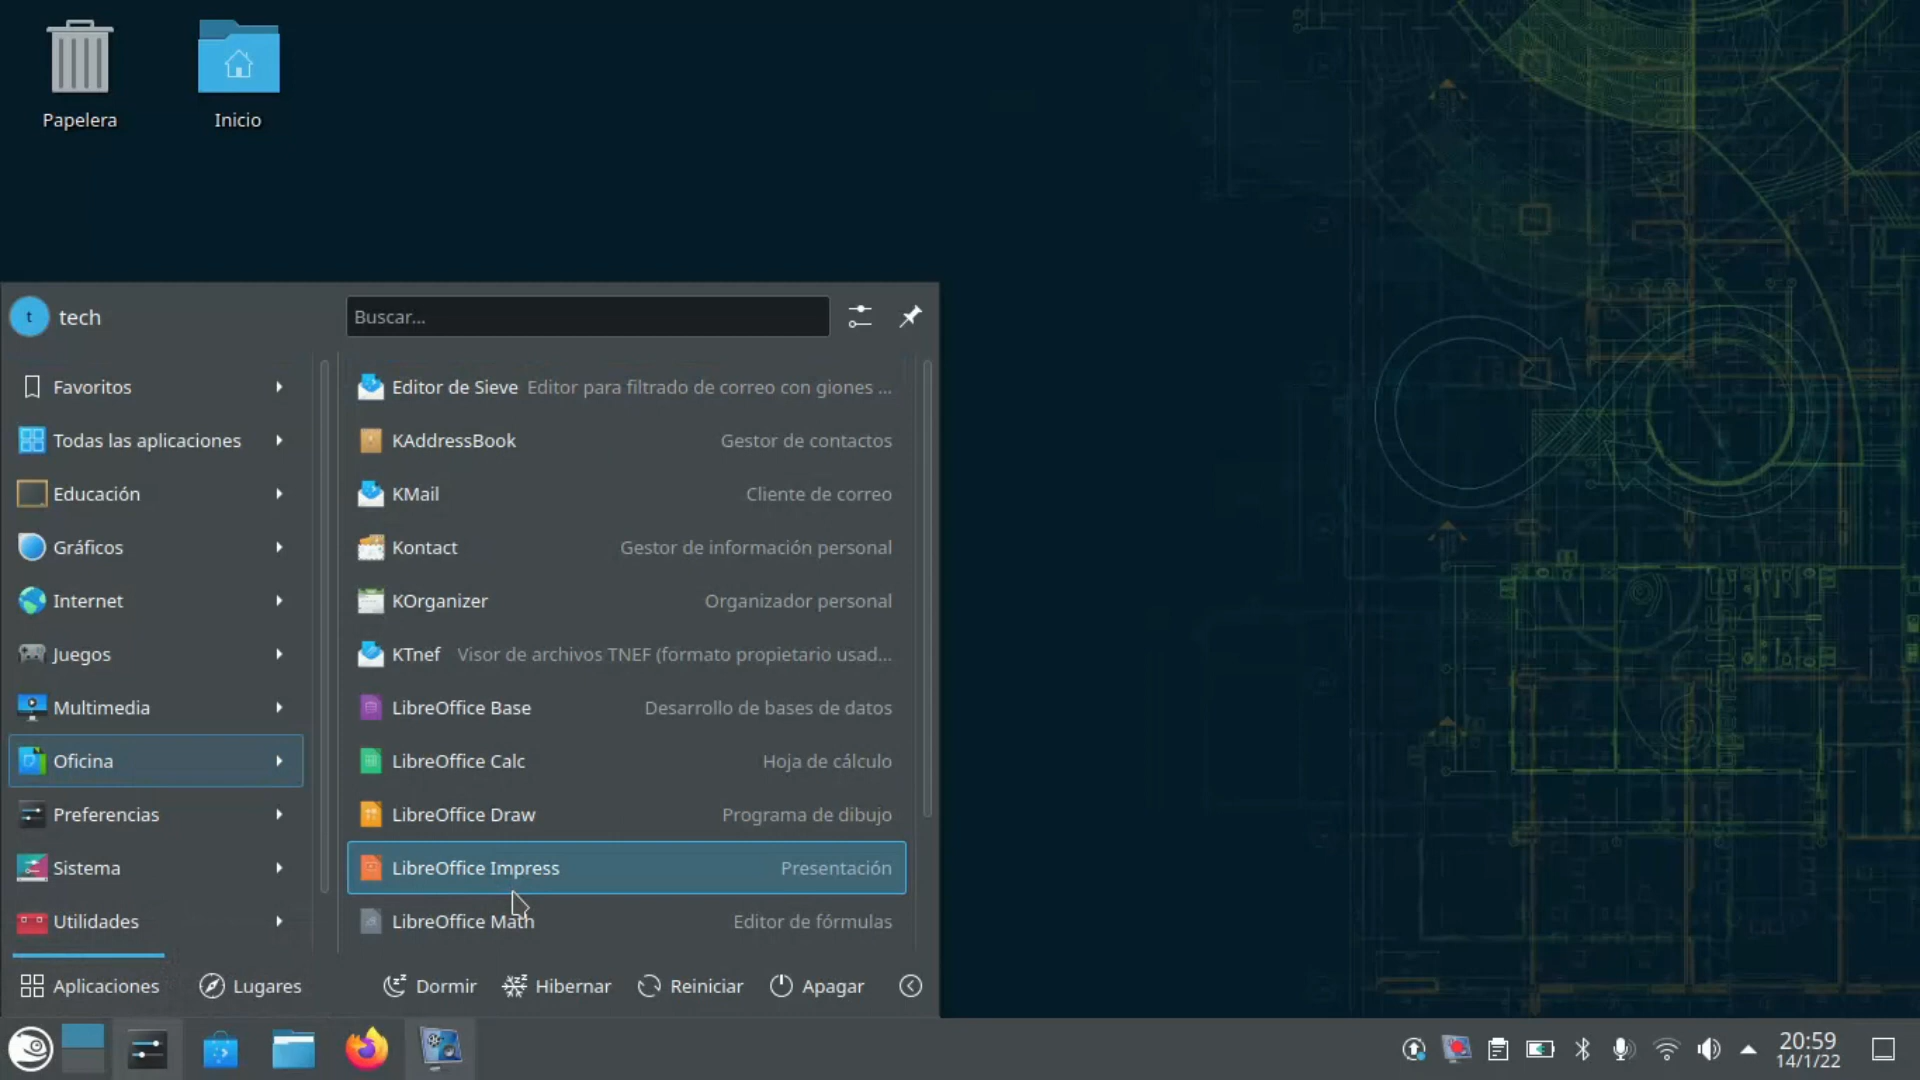 Papelera
Inicio
t
tech
Buscar...
Favoritos
Todas las aplicaciones
Educación
Gráficos
Internet
Juegos
Multimedia
Oficina
Preferencias
Sistema
Utilidades
Editor de Sieve Editor para filtrado de correo con giones ...
KAddressBook Gestor de contactos
KMail Cliente de correo
Kontact Gestor de información personal
KOrganizer Organizador personal
KTnef Visor de archivos TNEF (formato propietario usad...
LibreOffice Base Desarrollo de bases de datos
LibreOffice Calc Hoja de cálculo
LibreOffice Draw Programa de dibujo
LibreOffice Impress Presentación
LibreOffice Math Editor de fórmulas
Aplicaciones
Lugares
Dormir
Hibernar
Reiniciar
Apagar
20:59
14/1/22